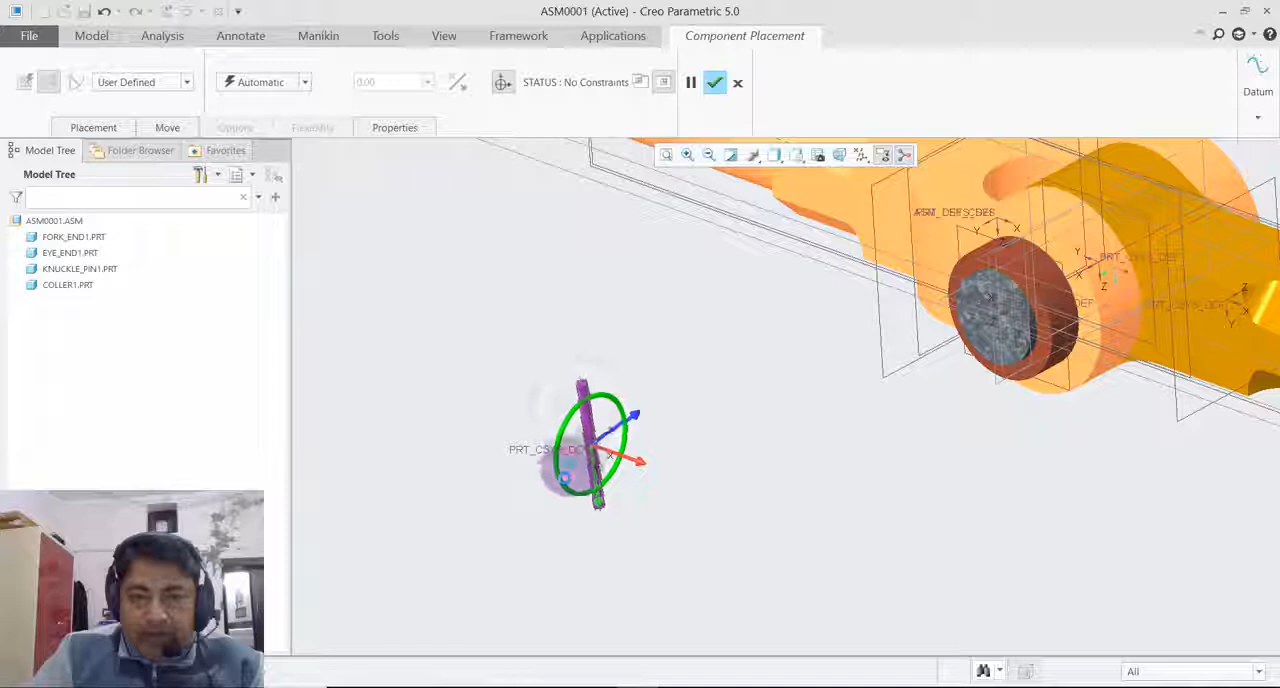 ASM0001 (Active) - Creo Parametric 5.0
File
Model
Analysis
Annotate
Manikin
Tools
View
Framework
Applications
Component Placement
User Defined
Automatic
0.00
STATUS : No Constraints
Datum
Placement
Move
Options
Flexibility
Properties
Model Tree
Folder Browser
Favorites
Model Tree
ASM0001.ASM
FORK_END1.PRT
EYE_END1.PRT
KNUCKLE_PIN1.PRT
COLLER1.PRT
Y
X
Y
X
Z
Z
X
Y
X
All